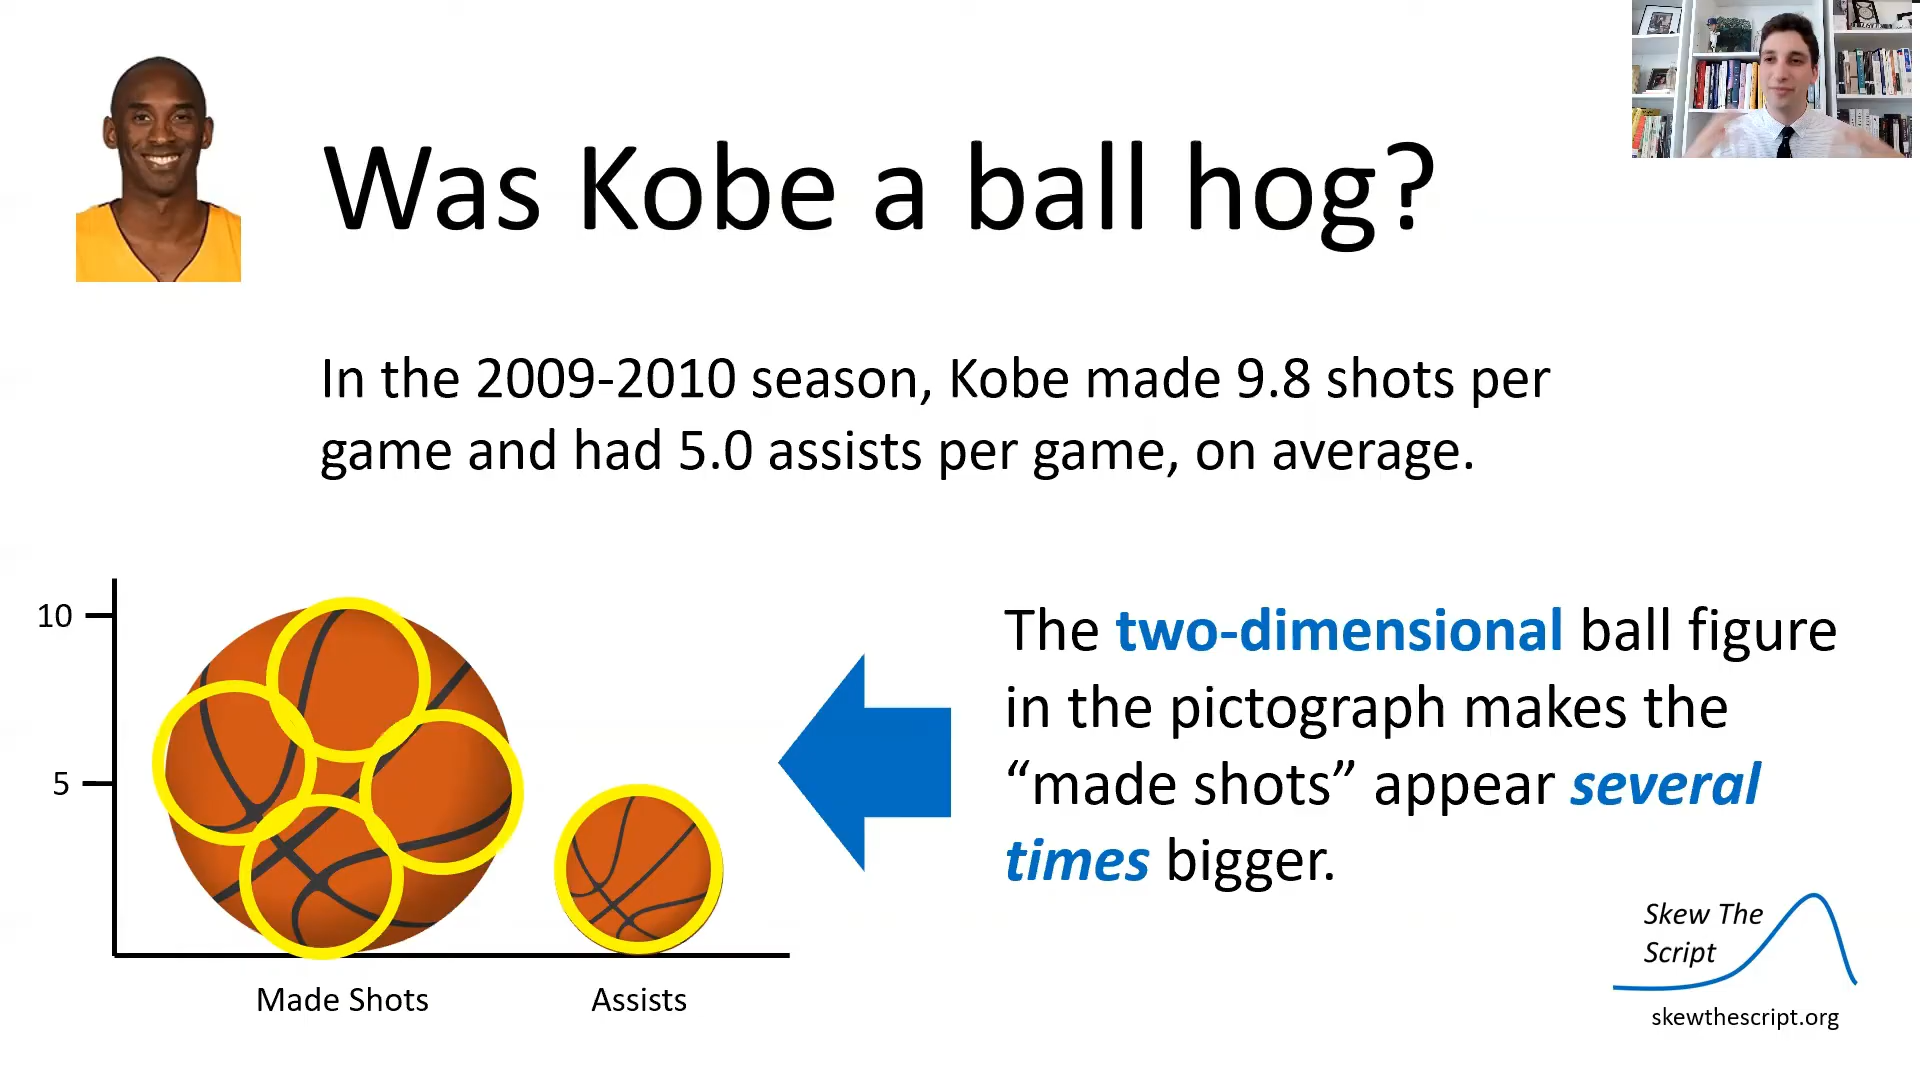 Was Kobe a ball hog?
In the 2009-2010 season, Kobe made 9.8 shots per
game and had 5.0 assists per game, on average.
10
5
Made Shots
Assists
The two-dimensional ball figure
in the pictograph makes the
“made shots” appear several
times bigger.
Skew The
Script
skewthescript.org